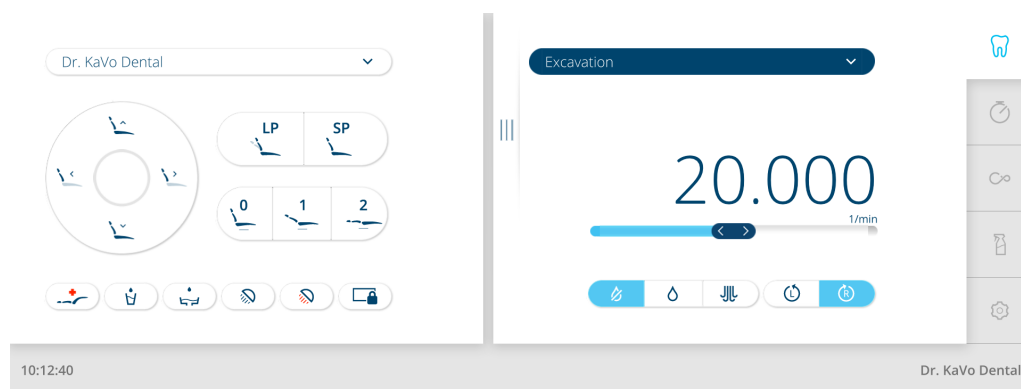 Dr. KaVo Dental
LP SP
0 1 2
Excavation
20.000
1/min
L R
10:12:40
Dr. KaVo Dental